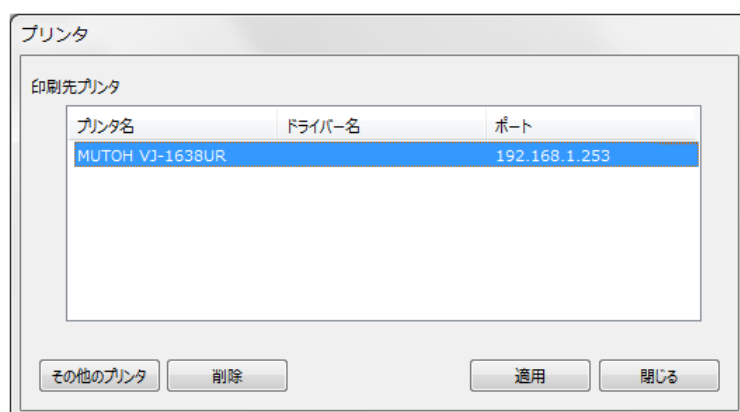 プリンタ
印刷先プリンタ
プリンタ名 ドライバー名 ポート
MUTOH VJ-1638UR 192.168.1.253
その他のプリンタ 削除 適用 閉じる